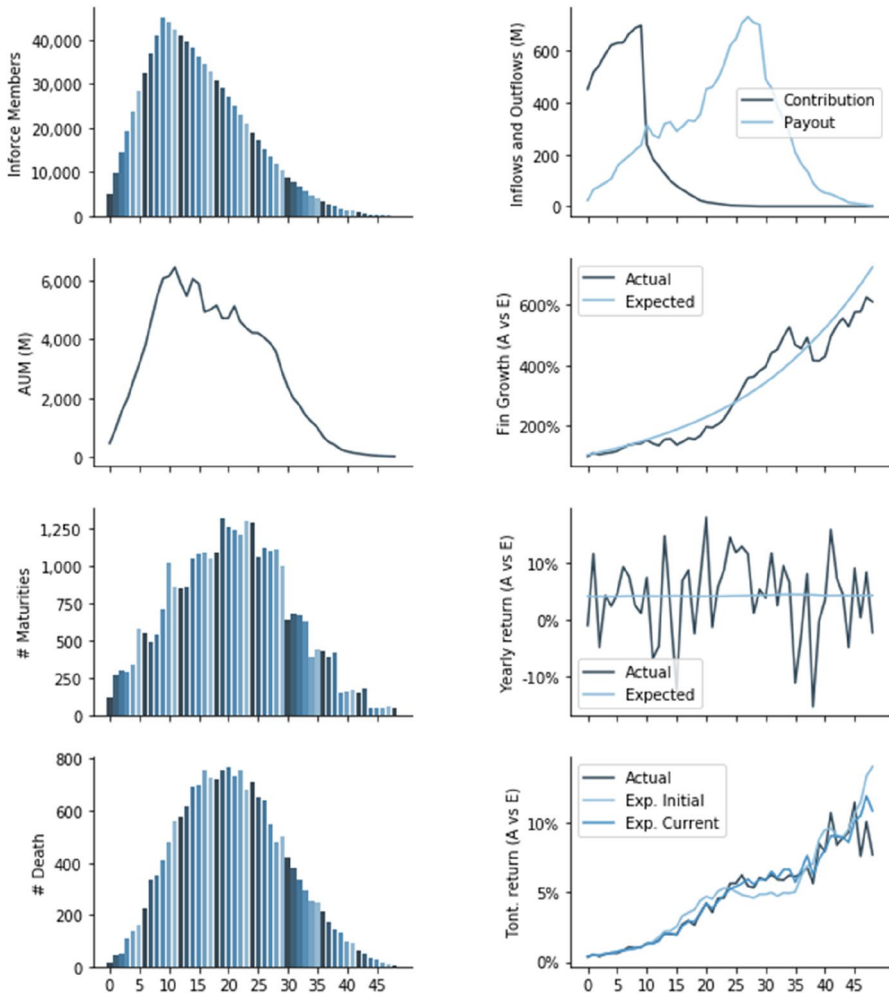 Inforce Members
40,000
30,000
20,000
10,000
0
Inflows and Outflows (M)
600
400
200
0
Contribution
Payout
AUM (M)
6,000
4,000
2,000
0
Fin Growth (A vs E)
600%
400%
200%
Actual
Expected
# Maturities
1,250
1,000
750
500
250
0
Yearly return (A vs E)
10%
0%
-10%
Actual
Expected
# Death
800
600
400
200
0
0 5 10 15 20 25 30 35 40 45
Tont. return (A vs E)
10%
5%
0%
Actual
Exp. Initial
Exp. Current
0 5 10 15 20 25 30 35 40 45